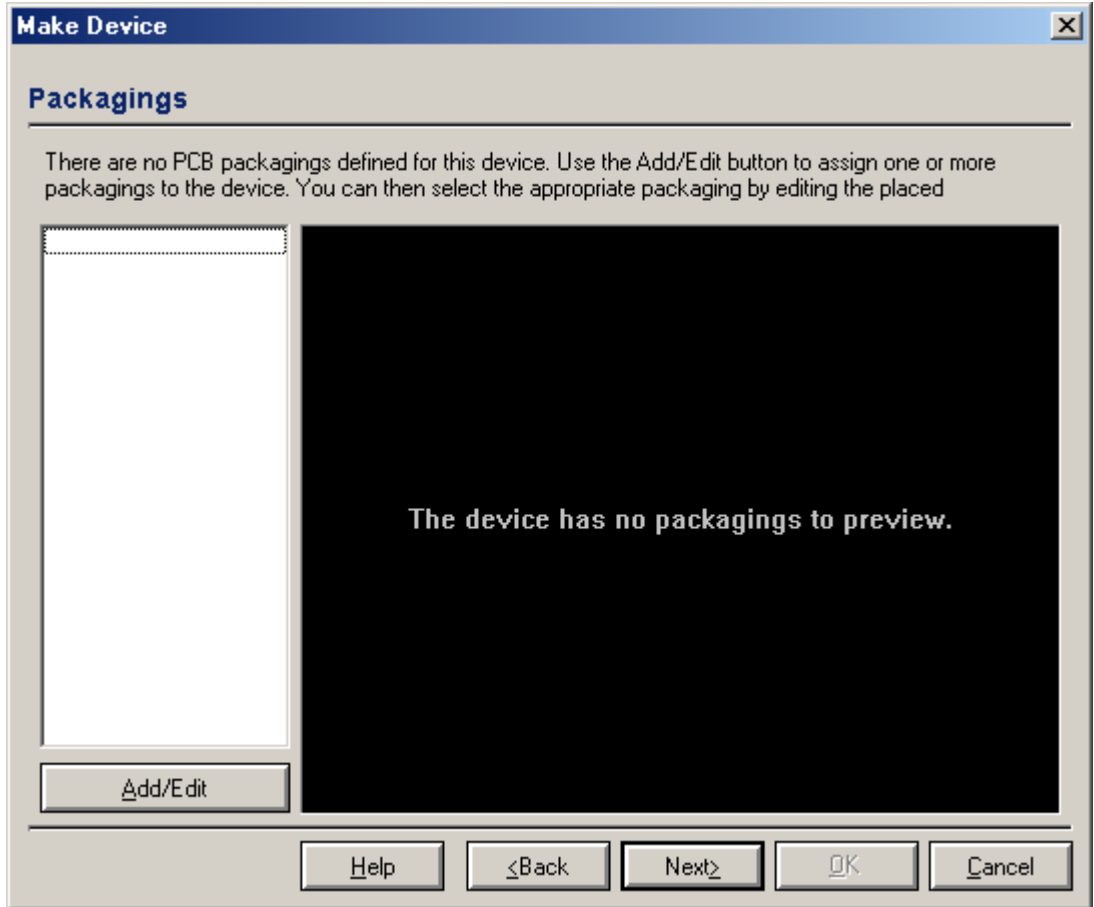 Make Device
Packagings
There are no PCB packagings defined for this device. Use the Add/Edit button to assign one or more
packagings to the device. You can then select the appropriate packaging by editing the placed
The device has no packagings to preview.
Add/Edit
Help <Back Next> OK Cancel